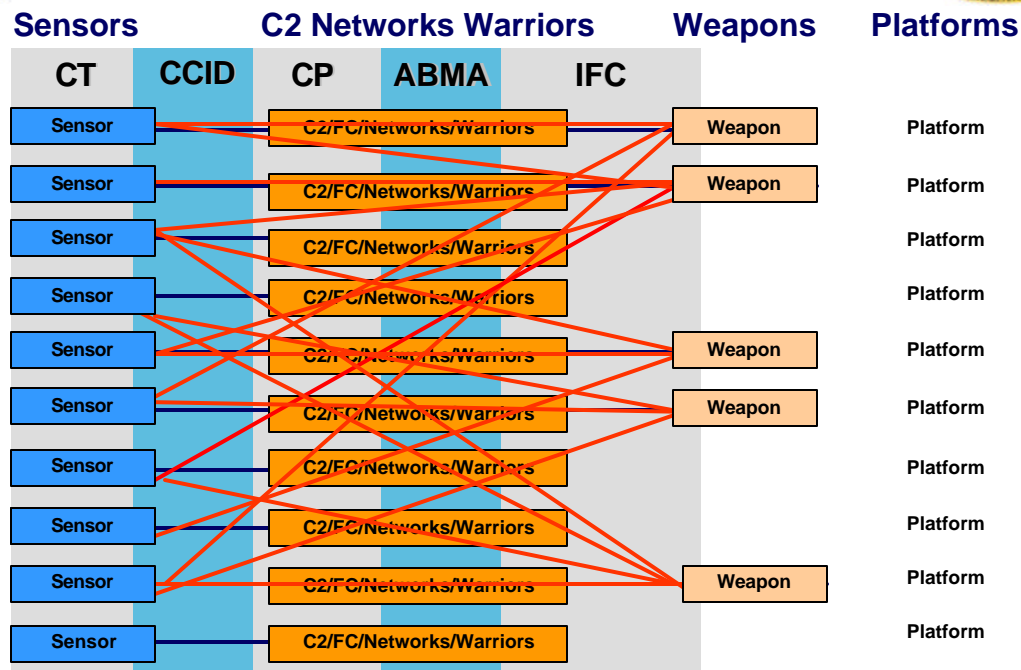 Sensors C2 Networks Warriors Weapons Platforms
CT CCID CP ABMA IFC
Sensor C2/FC/Networks/Warriors Weapon Platform
Sensor C2/FC/Networks/Warriors Weapon Platform
Sensor C2/FC/Networks/Warriors Platform
Sensor C2/FC/Networks/Warriors Platform
Sensor C2/FC/Networks/Warriors Weapon Platform
Sensor C2/FC/Networks/Warriors Weapon Platform
Sensor C2/FC/Networks/Warriors Platform
Sensor C2/FC/Networks/Warriors Platform
Sensor C2/FC/Networks/Warriors Weapon Platform
Sensor C2/FC/Networks/Warriors Platform